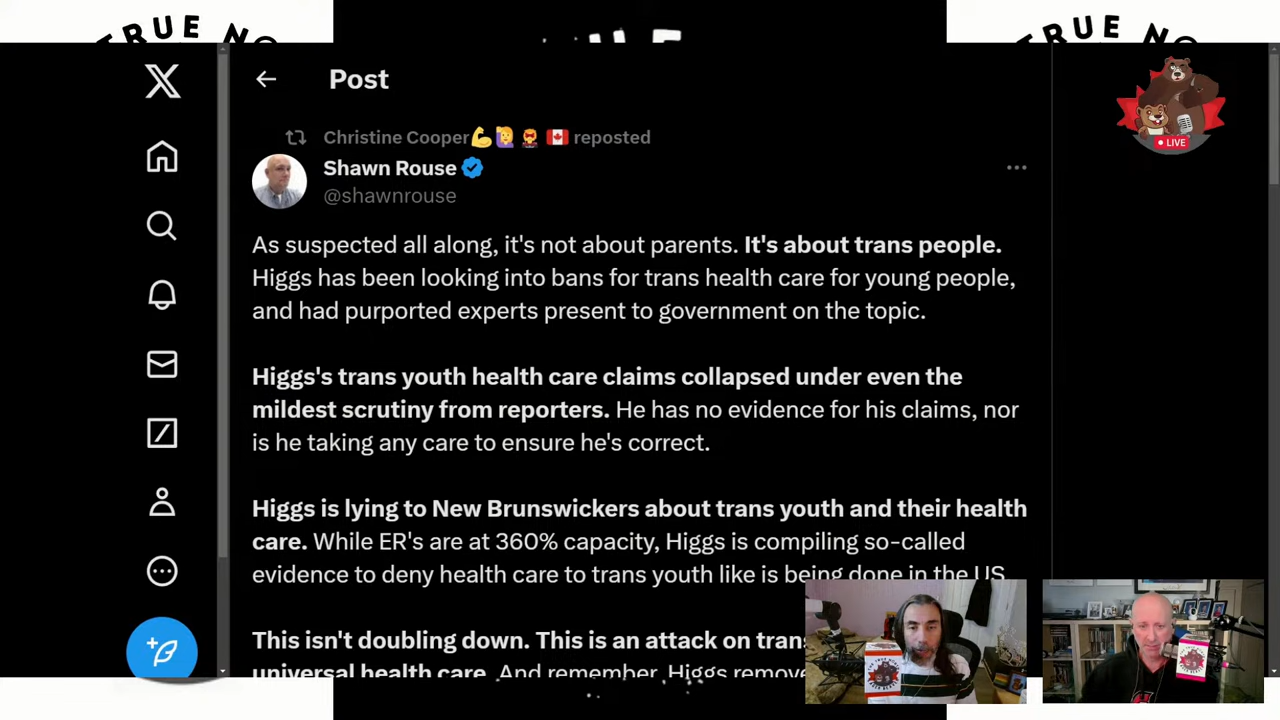 TRUE NO
TRUE NO
Post
Christine Cooper💪🙋‍♀️🦸 🇨🇦 reposted
Shawn Rouse
@shawnrouse
LIVE
As suspected all along, it's not about parents. It's about trans people.
Higgs has been looking into bans for trans health care for young people,
and had purported experts present to government on the topic.
Higgs's trans youth health care claims collapsed under even the
mildest scrutiny from reporters. He has no evidence for his claims, nor
is he taking any care to ensure he's correct.
Higgs is lying to New Brunswickers about trans youth and their health
care. While ER's are at 360% capacity, Higgs is compiling so-called
evidence to deny health care to trans youth like is being done in the US
This isn't doubling down. This is an attack on trans
universal health care. And remember, Higgs remove